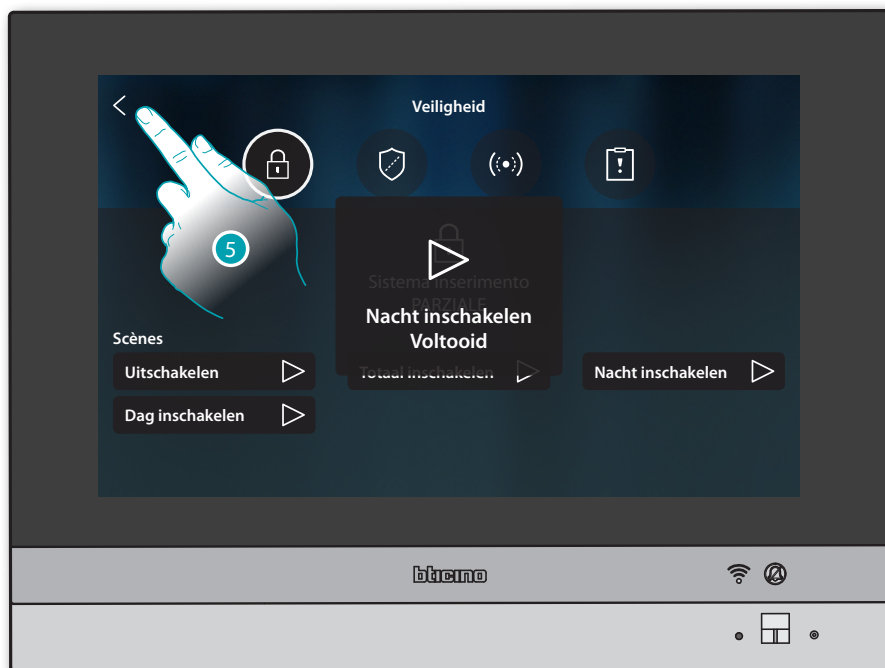 Veiligheid
5
Sistema inserimento
PARZIALE
Nacht inschakelen
Voltooid
Scènes
Uitschakelen
Totaal inschakelen
Nacht inschakelen
Dag inschakelen
bticino